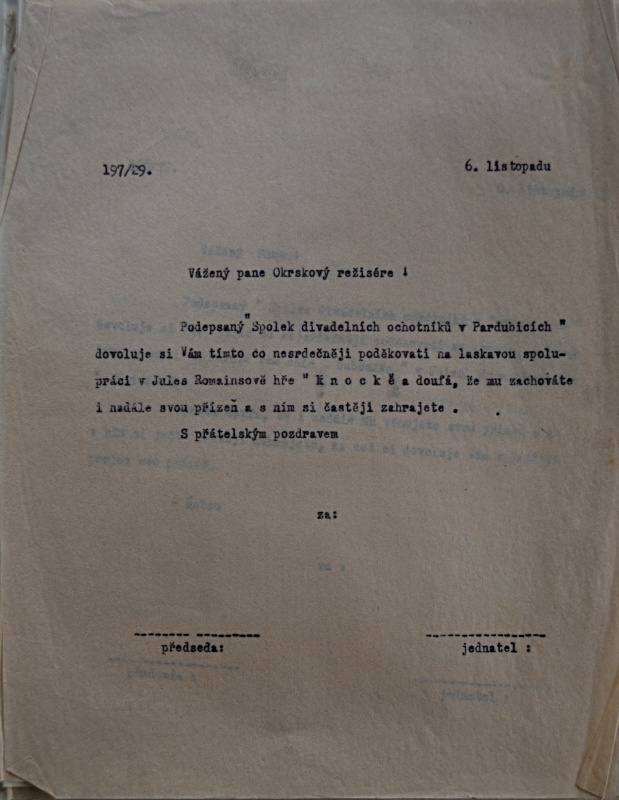 197/29.
6. listopadu
Vážený pane Okrskový režisére !
Podepsaný " Spolek divadelních ochotníků v Pardubicích "
dovoluje si Vám tímto co nesrdečněji poděkovati na laskavou spolu-
práci v Jules Romainsově hře " K n o c k ě a doufá, že mu zachováte
i nadále svou přízeň a s ním si častěji zahrajete .
S přátelským pozdravem
za:
předseda:
jednatel :